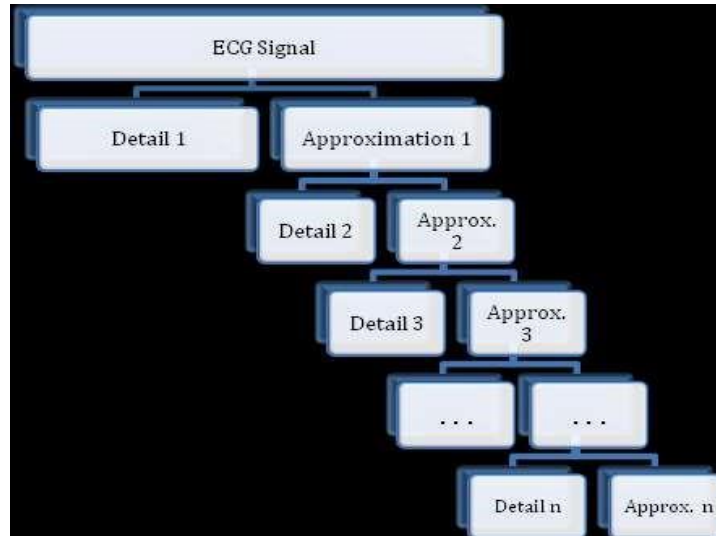 ECG Signal
Detail 1
Approximation 1
Detail 2
Approx.
2
Detail 3
Approx.
3
. . .
. . .
Detail n
Approx. n